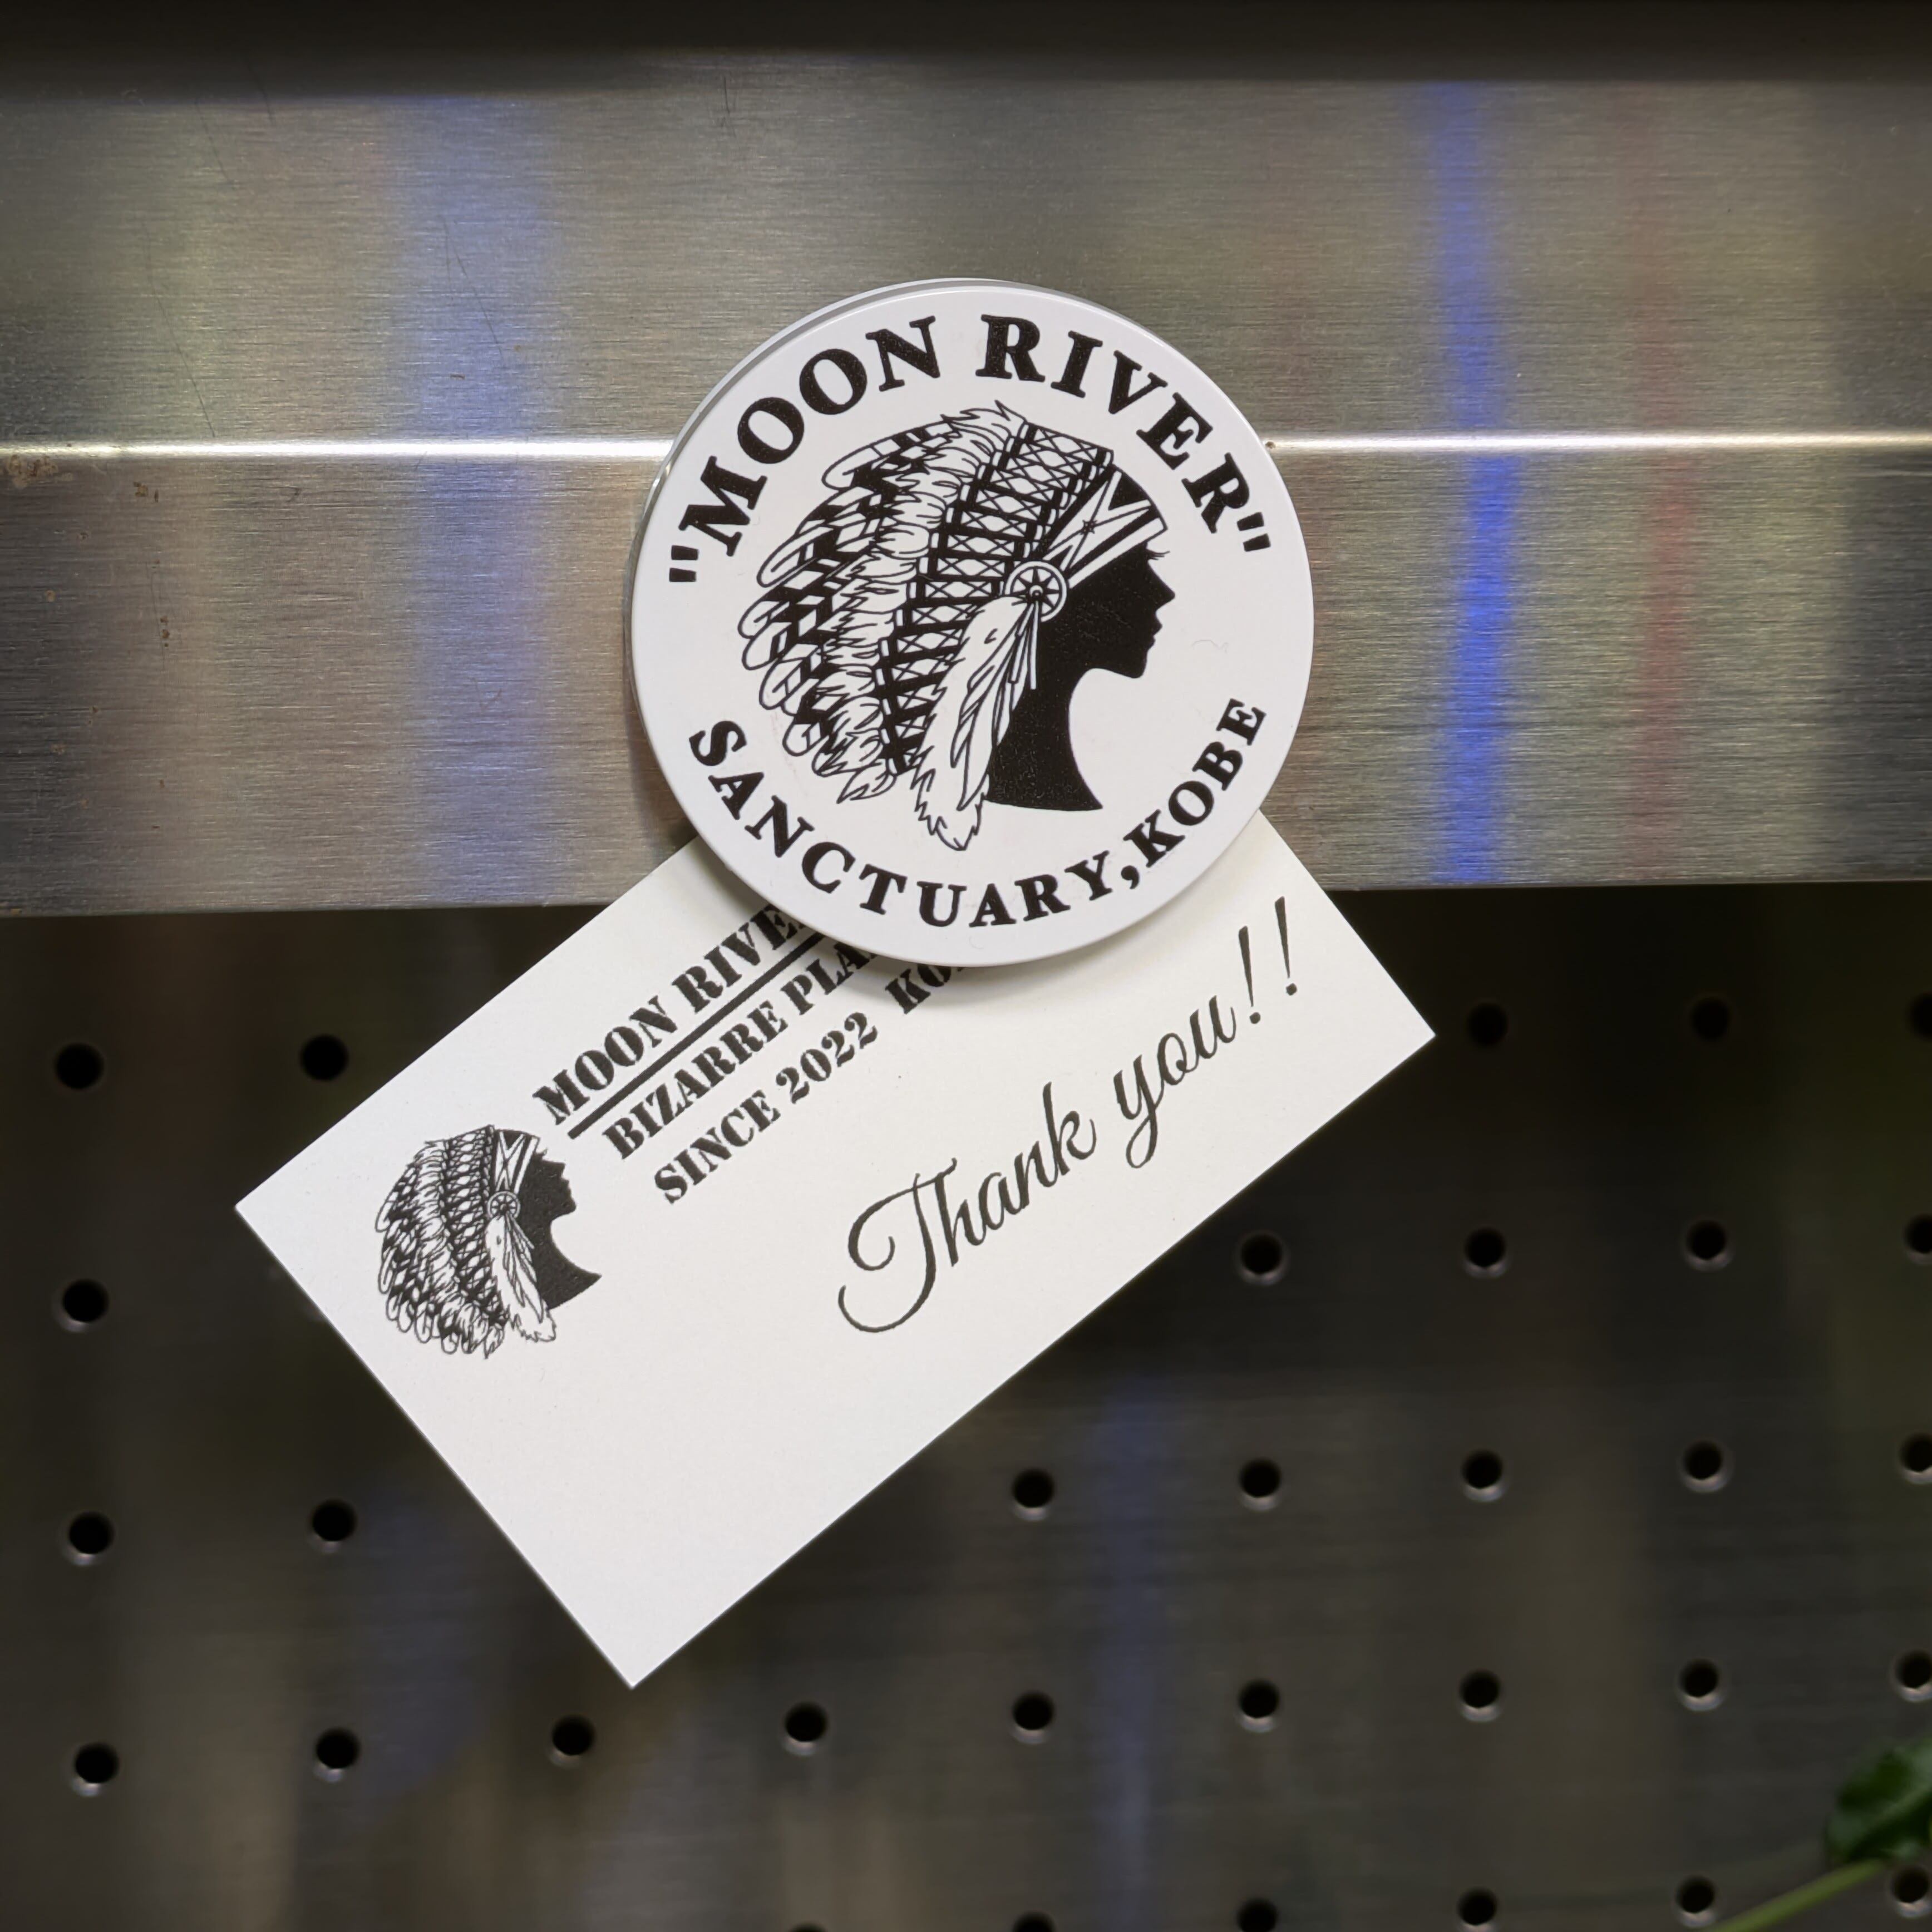 "MOON RIVER"
SANCTUARY, KOBE
MOON RIVE
BIZARRE PLA
SINCE 2022 KO
Thank you!!